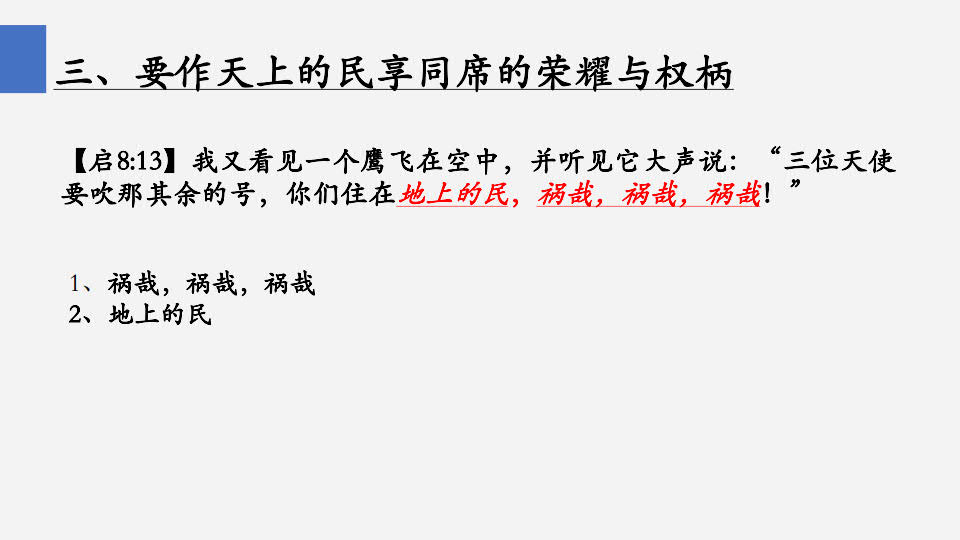 三、要作天上的民享同席的荣耀与权柄
【启8:13】我又看见一个鹰飞在空中，并听见它大声说：“三位天使
要吹那其余的号，你们住在地上的民，祸哉，祸哉，祸哉！”
1、祸哉，祸哉，祸哉
2、地上的民